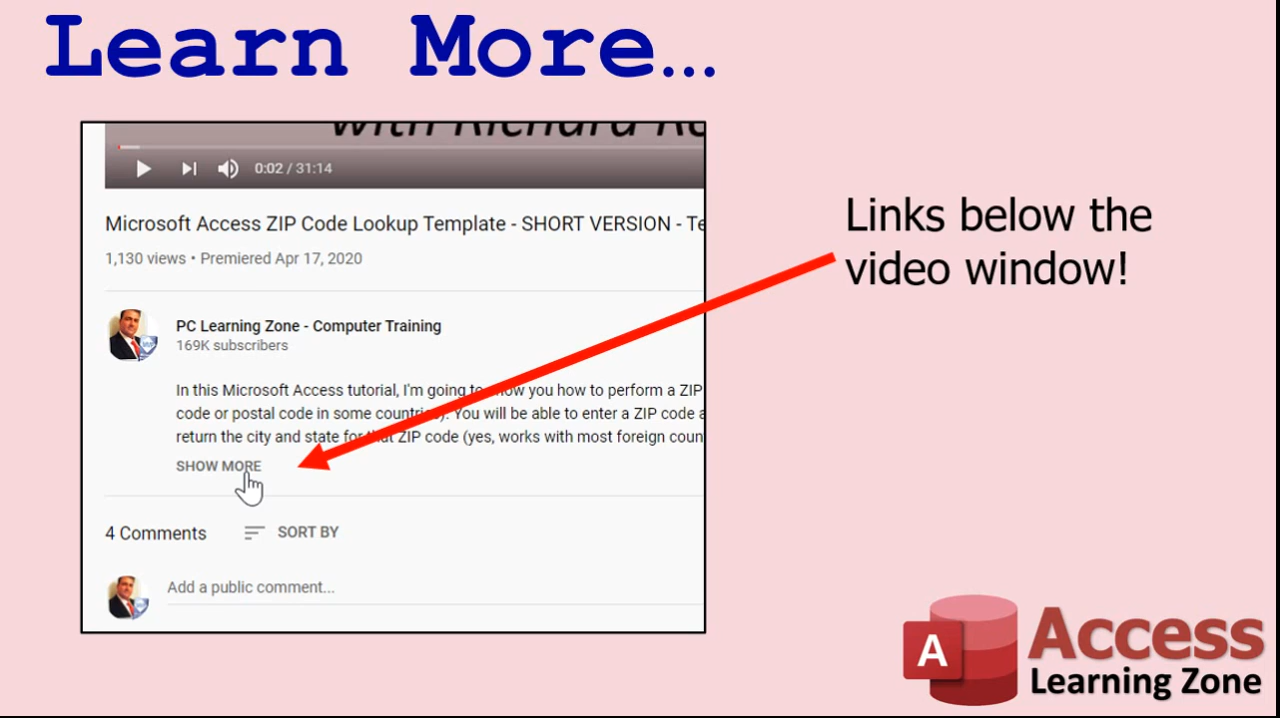 Learn More...
with Richard
0:02 / 31:14
Microsoft Access ZIP Code Lookup Template - SHORT VERSION -
1,130 views • Premiered Apr 17, 2020
PC Learning Zone - Computer Training
169K subscribers
In this Microsoft Access tutorial, I'm going to show you how to perform a ZIP
code or postal code in some countries). You will be able to enter a ZIP code
return the city and state for that ZIP code (yes, works with most foreign
SHOW MORE
4 Comments
SORT BY
Add a public comment...
Links below the
video window!
A
Access
Learning Zone